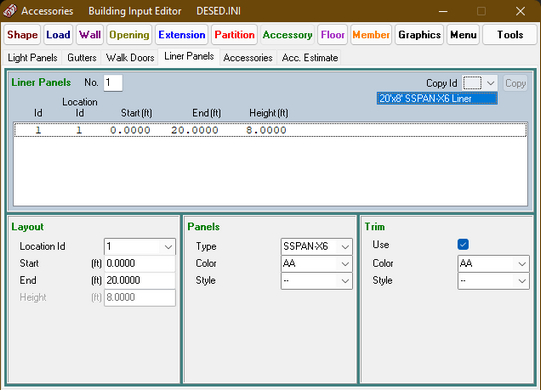 Accessories Building Input Editor DESED.INI
Shape Load Wall Opening Extension Partition Accessory Floor Member Graphics Menu Tools
Light Panels Gutters Walk Doors Liner Panels Accessories Acc. Estimate
Liner Panels No. 1 Copy Id Copy
20'x8' SSPAN-X6 Liner
Location
Id Id Start (ft) End (ft) Height (ft)
1 1 0.0000 20.0000 8.0000
Layout
Location Id 1
Start (ft) 0.0000
End (ft) 20.0000
Height (ft) 8.0000
Panels
Type SSPAN-X6
Color AA
Style --
Trim
Use
Color AA
Style --